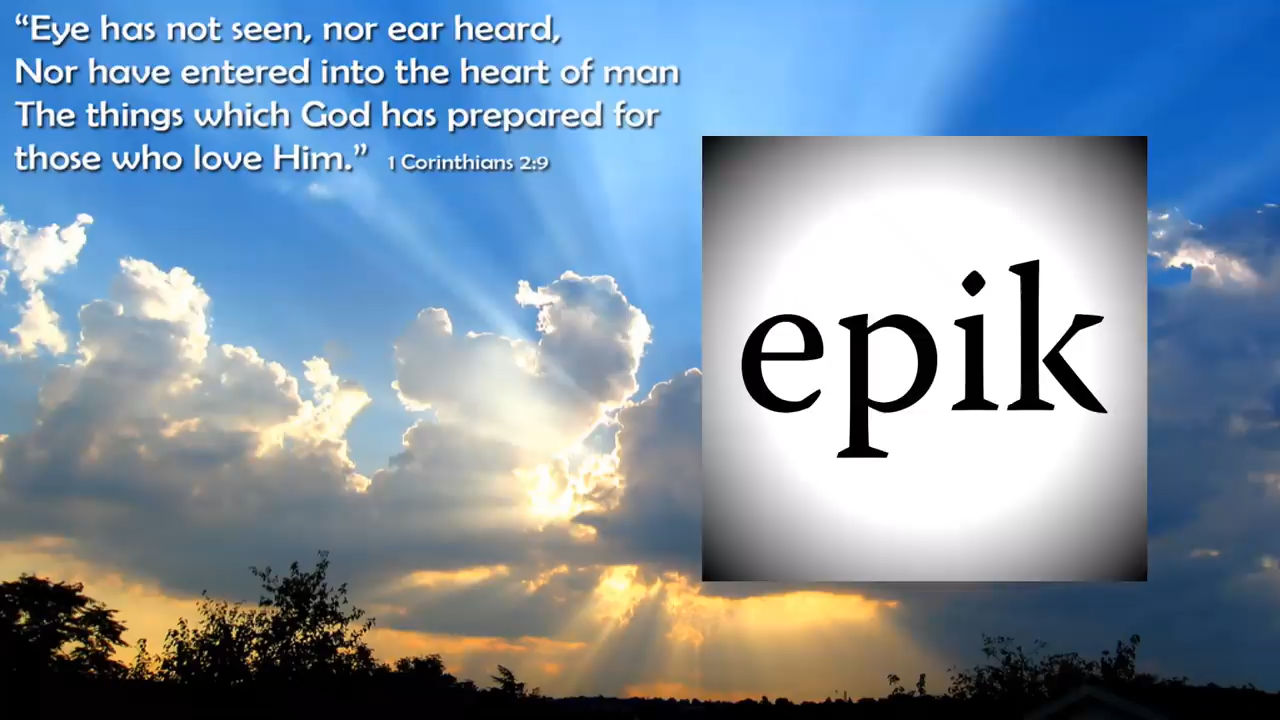 “Eye has not seen, nor ear heard,
Nor have entered into the heart of man
The things which God has prepared for
those who love Him.” 1 Corinthians 2:9
epik